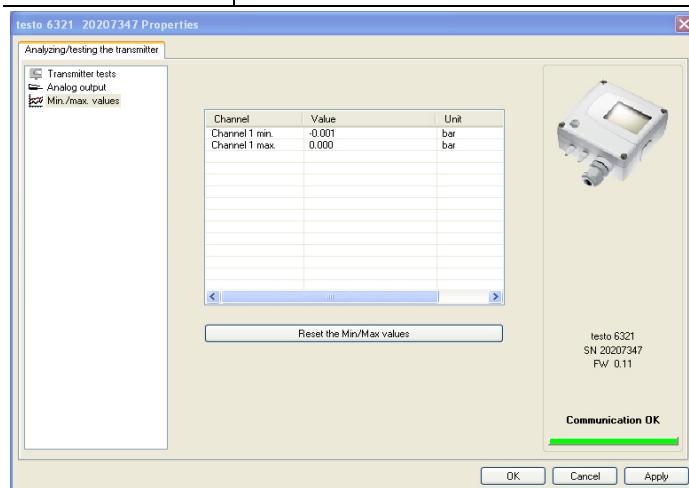 testo 6321 20207347 Properties
Analyzing/testing the transmitter
Transmitter tests
Analog output
Min./max. values
Channel Value Unit
Channel 1 min. -0.001 bar
Channel 1 max. 0.000 bar
Reset the Min/Max values
testo 6321
SN 20207347
FW 0.11
Communication OK
OK Cancel Apply